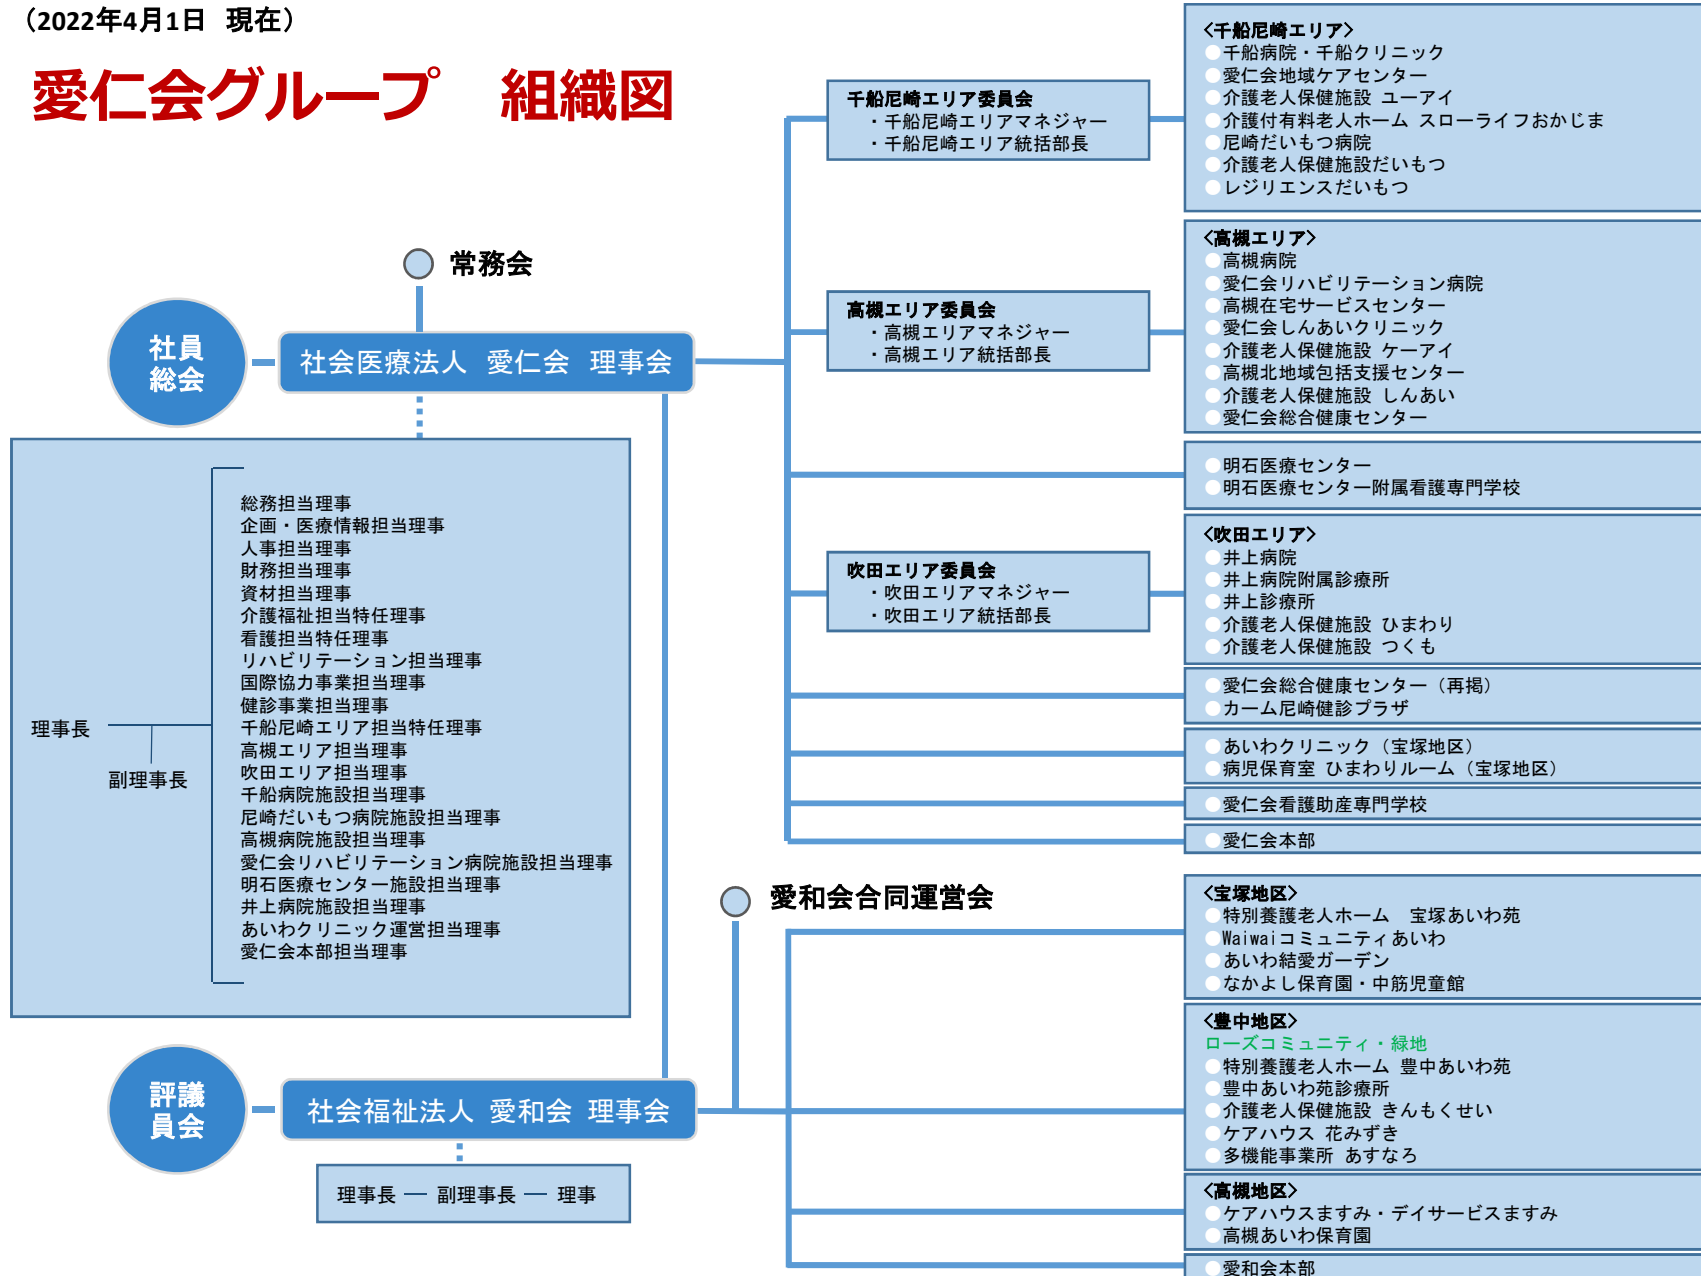 （2022年4月1日　現在）
愛仁会グループ　組織図
常務会
社員
総会
社会医療法人　愛仁会　理事会
理事長
副理事長
総務担当理事
企画・医療情報担当理事
人事担当理事
財務担当理事
資材担当理事
介護福祉担当特任理事
看護担当特任理事
リハビリテーション担当理事
国際協力事業担当理事
健診事業担当理事
千船尼崎エリア担当特任理事
高槻エリア担当理事
吹田エリア担当理事
千船病院施設担当理事
尼崎だいもつ病院施設担当理事
高槻病院施設担当理事
愛仁会リハビリテーション病院施設担当理事
明石医療センター施設担当理事
井上病院施設担当理事
あいわクリニック運営担当理事
愛仁会本部担当理事
千船尼崎エリア委員会
・千船尼崎エリアマネジャー
・千船尼崎エリア統括部長
高槻エリア委員会
・高槻エリアマネジャー
・高槻エリア統括部長
吹田エリア委員会
・吹田エリアマネジャー
・吹田エリア統括部長
＜千船尼崎エリア＞
●千船病院・千船クリニック
●愛仁会地域ケアセンター
●介護老人保健施設 ユーアイ
●介護付有料老人ホーム スローライフおかじま
●尼崎だいもつ病院
●介護老人保健施設だいもつ
●レジリエンスだいもつ
＜高槻エリア＞
●高槻病院
●愛仁会リハビリテーション病院
●高槻在宅サービスセンター
●愛仁会しんあいクリニック
●介護老人保健施設 ケーアイ
●高槻北地域包括支援センター
●介護老人保健施設 しんあい
●愛仁会総合健康センター
●明石医療センター
●明石医療センター附属看護専門学校
＜吹田エリア＞
●井上病院
●井上病院附属診療所
●井上診療所
●介護老人保健施設 ひまわり
●介護老人保健施設 つくも
●愛仁会総合健康センター（再掲）
●カーム尼崎健診プラザ
●あいわクリニック（宝塚地区）
●病児保育室 ひまわりルーム（宝塚地区）
●愛仁会看護助産専門学校
●愛仁会本部
愛和会合同運営会
評議
員会
社会福祉法人 愛和会 理事会
理事長 ― 副理事長 ― 理事
＜宝塚地区＞
●特別養護老人ホーム　宝塚あいわ苑
●Waiwaiコミュニティあいわ
●あいわ結愛ガーデン
●なかよし保育園・中筋児童館
＜豊中地区＞
ローズコミュニティ・緑地
●特別養護老人ホーム 豊中あいわ苑
●豊中あいわ苑診療所
●介護老人保健施設 きんもくせい
●ケアハウス 花みずき
●多機能事業所 あすなろ
＜高槻地区＞
●ケアハウスますみ・デイサービスますみ
●高槻あいわ保育園
●愛和会本部